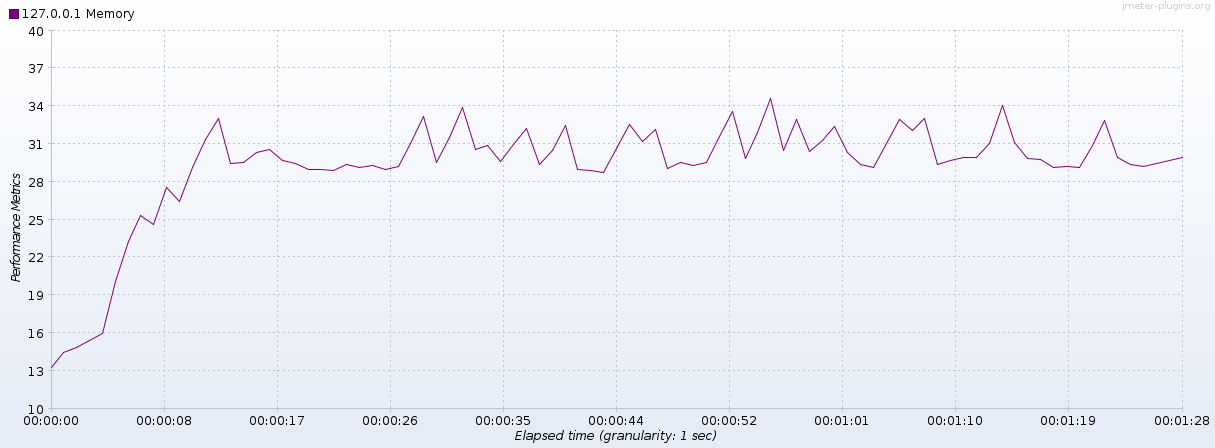 jmeter-plugins.org
127.0.0.1 Memory
40
37
34
31
28
25
22
19
16
13
10
Performance Metrics
00:00:00 00:00:08 00:00:17 00:00:26 00:00:35 00:00:44 00:00:52 00:01:01 00:01:10 00:01:19 00:01:28
Elapsed time (granularity: 1 sec)